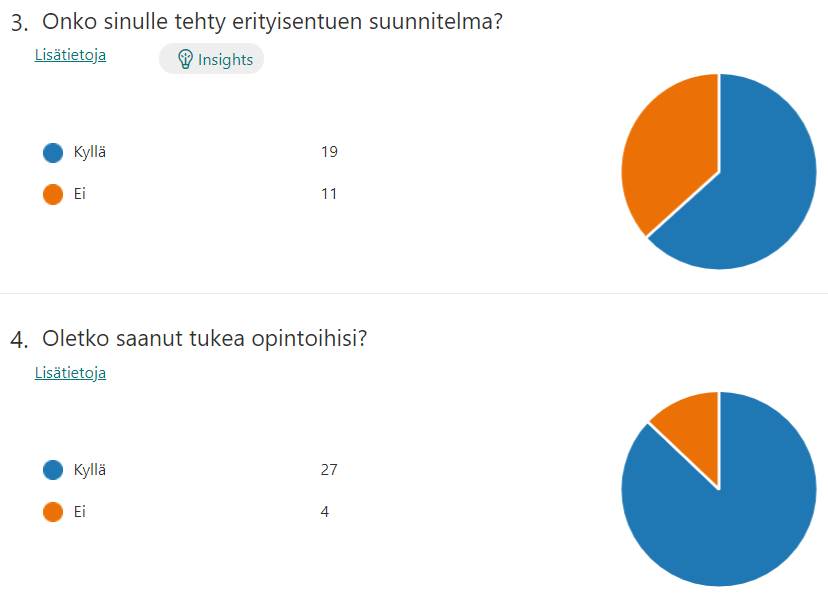 3. Onko sinulle tehty erityisentuen suunnitelma?
Lisätietoja
Insights
Kyllä 19
Ei 11
4. Oletko saanut tukea opintoihisi?
Lisätietoja
Kyllä 27
Ei 4